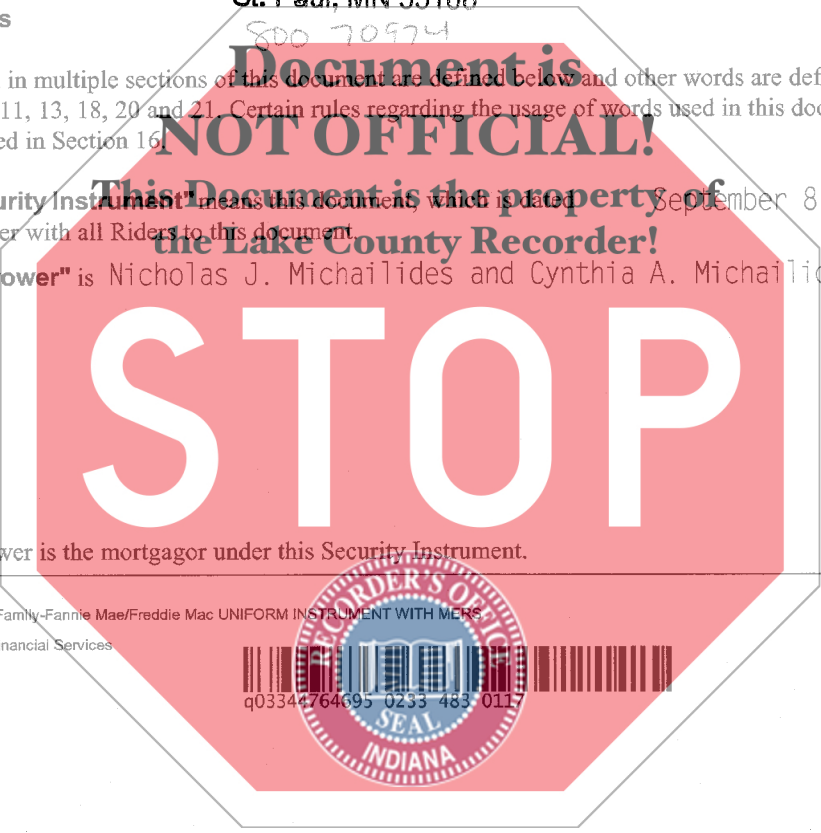 St. Paul, MN 55108
s
800 70974
Document is
in multiple sections of this document are defined below and other words are def
11, 13, 18, 20 and 21. Certain rules regarding the usage of words used in this doc
NOT OFFICIAL!
ed in Section 16.
This Document is the property of
urity Instrument" means this document, which is dated September 8
er with all Riders to this document.
the Lake County Recorder!
ower" is Nicholas J. Michailides and Cynthia A. Michailid
STOP
wer is the mortgagor under this Security Instrument.
Family-Fannie Mae/Freddie Mac UNIFORM INSTRUMENT WITH MERS
nancial Services
RECORDER'S OFFICE
q03344764695 0233 483 0117
SEAL
INDIANA